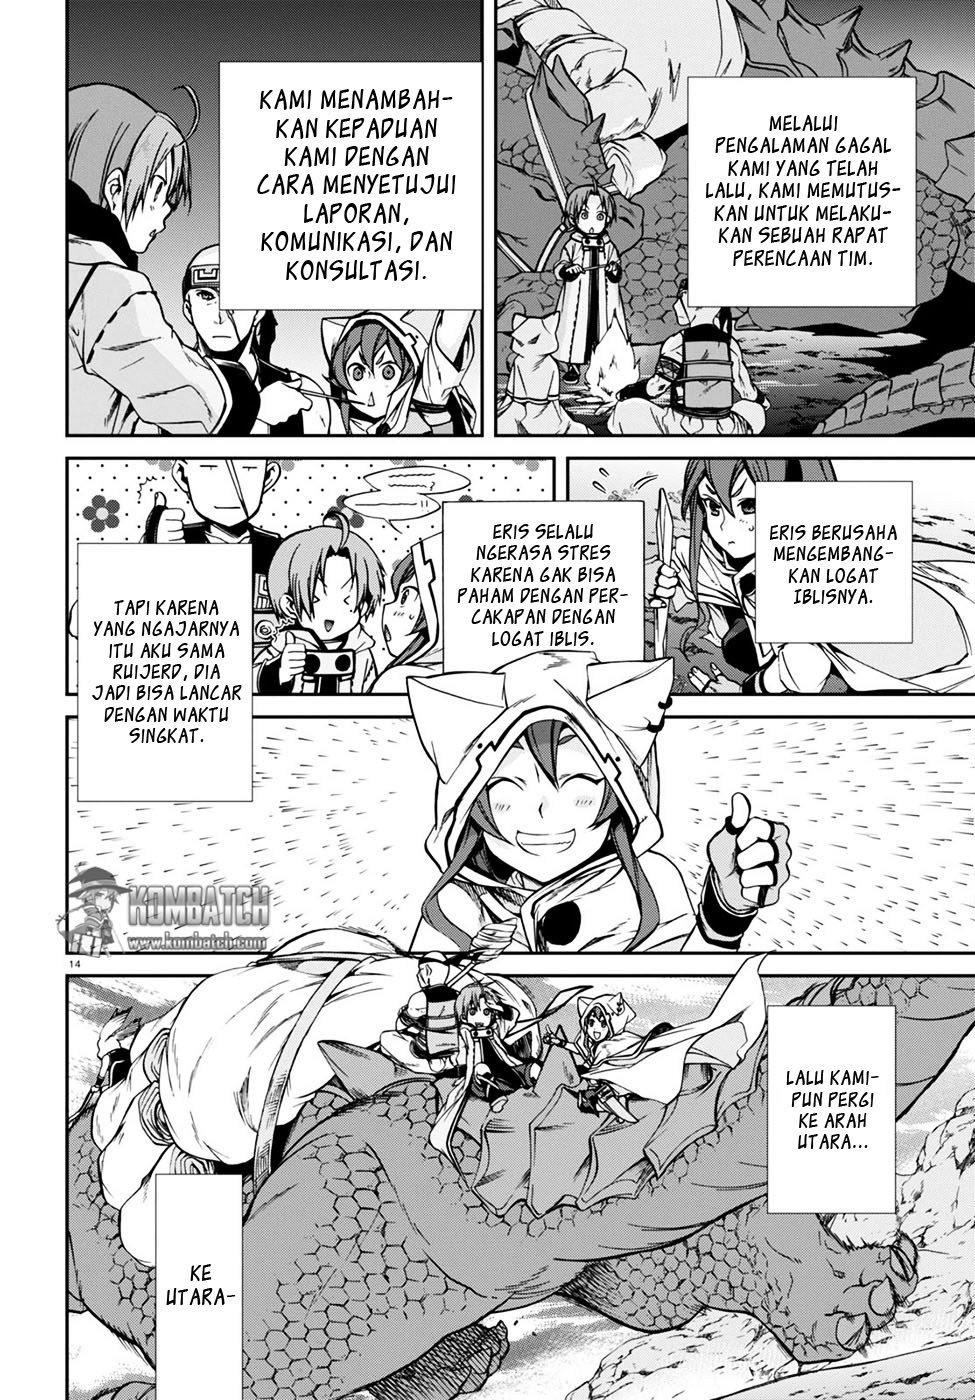 MELALUI
PENGALAMAN GAGAL
KAMI YANG TELAH
LALU, KAMI MEMUTUS-
KAN UNTUK MELAKU-
KAN SEBUAH RAPAT
PERENCAAN TIM.
KAMI MENAMBAH-
KAN KEPADUAN
KAMI DENGAN
CARA MENYETUJUI
LAPORAN,
KOMUNIKASI, DAN
KONSULTASI.
ERIS BERUSAHA
MENGEMBANG-
KAN LOGAT
IBLISNYA.
ERIS SELALU
NGERASA STRES
KARENA GAK BISA
PAHAM DENGAN PER-
CAKAPAN DENGAN
LOGAT IBLIS.
TAPI KARENA
YANG NGAJARNYA
ITU AKU SAMA
RUIJERD, DIA
JADI BISA LANCAR
DENGAN WAKTU
SINGKAT.
KOMBATCH
www.kombatch.com
14
LALU KAMI-
PUN PERGI
KE ARAH
UTARA...
KE
UTARA-